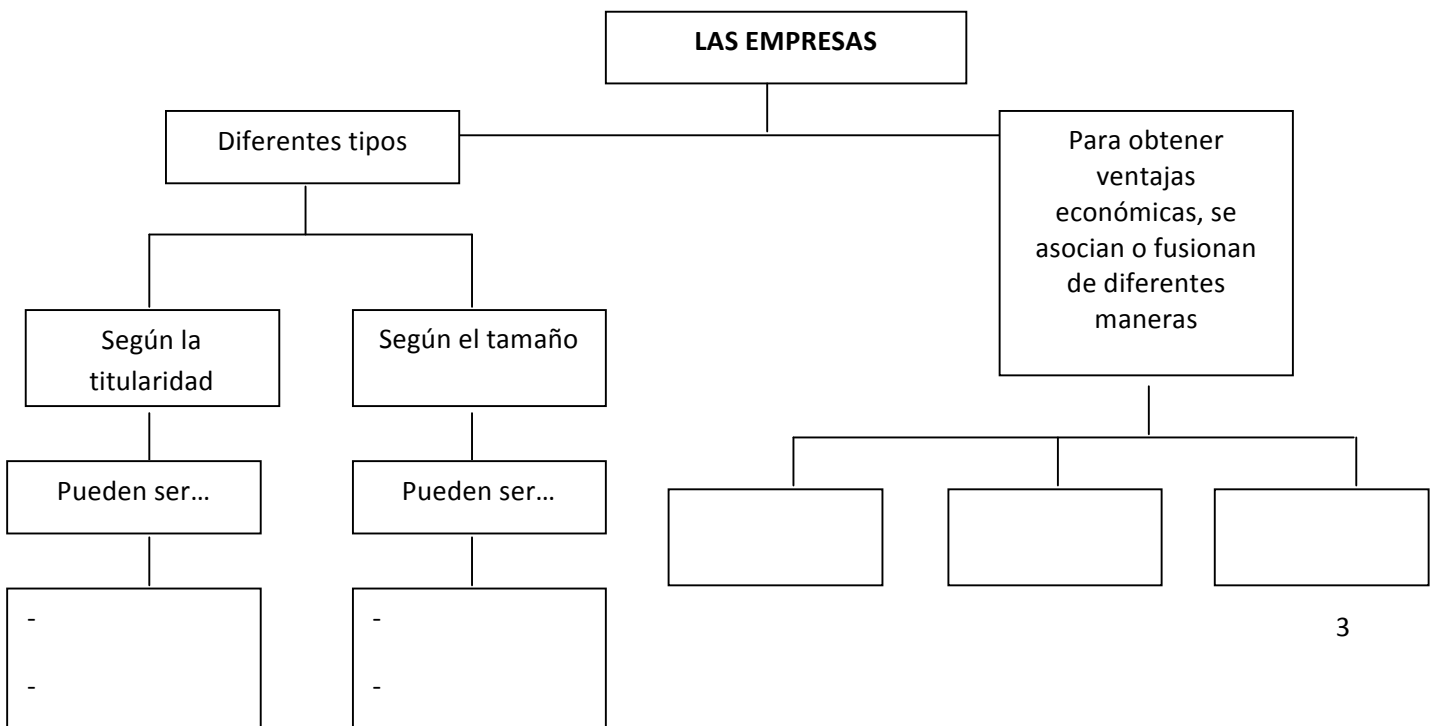 LAS EMPRESAS
Diferentes tipos
Para obtener
ventajas
económicas, se
asocian o fusionan
de diferentes
maneras
Según la
titularidad
Según el tamaño
Pueden ser...
Pueden ser...
-
-
-
-
3